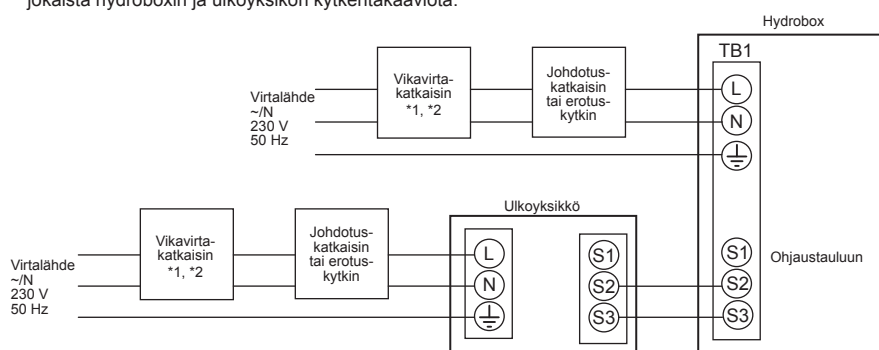 jokaista hydroboxin ja ulkoyksikön kytkentäkaaviota.
Hydrobox
TB1
Virtalähde
~/N
230 V
50 Hz
Vikavirta-
katkaisin
*1, *2
Johdotus-
katkaisin
tai erotus-
kytkin
L
N
Ulkoyksikkö
Virtalähde
~/N
230 V
50 Hz
Vikavirta-
katkaisin
*1, *2
Johdotus-
katkaisin
tai erotus-
kytkin
L
N
S1
S2
S3
S1
S2
S3
Ohjaustauluun